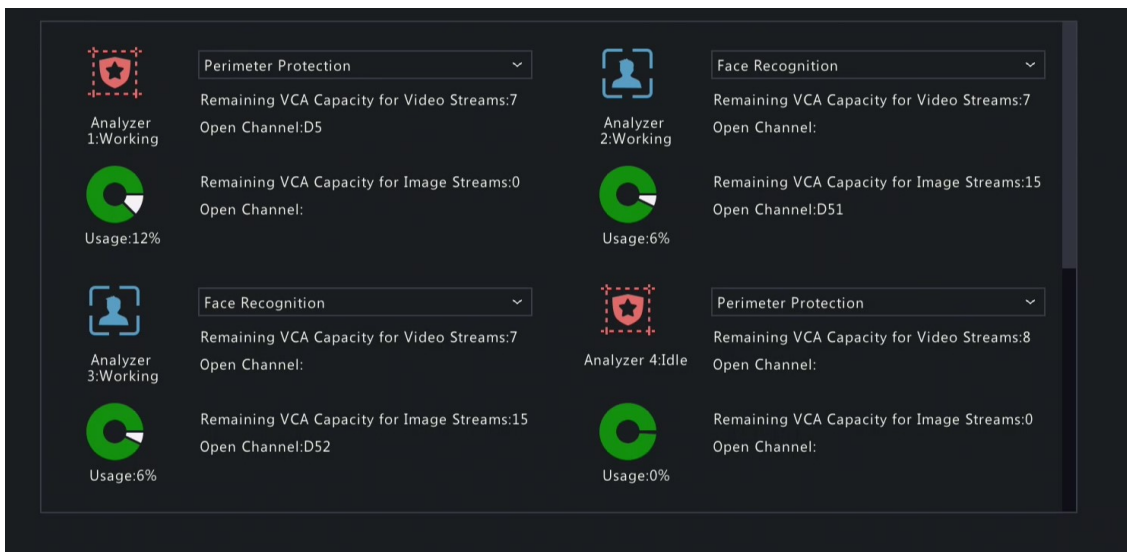 Perimeter Protection
Remaining VCA Capacity for Video Streams:7
Analyzer
1:Working
Open Channel:D5
Remaining VCA Capacity for Image Streams:0
Open Channel:
Usage:12%
Face Recognition
Remaining VCA Capacity for Video Streams:7
Analyzer
2:Working
Open Channel:
Remaining VCA Capacity for Image Streams:15
Open Channel:D51
Usage:6%
Face Recognition
Remaining VCA Capacity for Video Streams:7
Analyzer
3:Working
Open Channel:
Remaining VCA Capacity for Image Streams:15
Open Channel:D52
Usage:6%
Perimeter Protection
Remaining VCA Capacity for Video Streams:8
Analyzer 4:Idle
Open Channel:
Remaining VCA Capacity for Image Streams:0
Open Channel:
Usage:0%